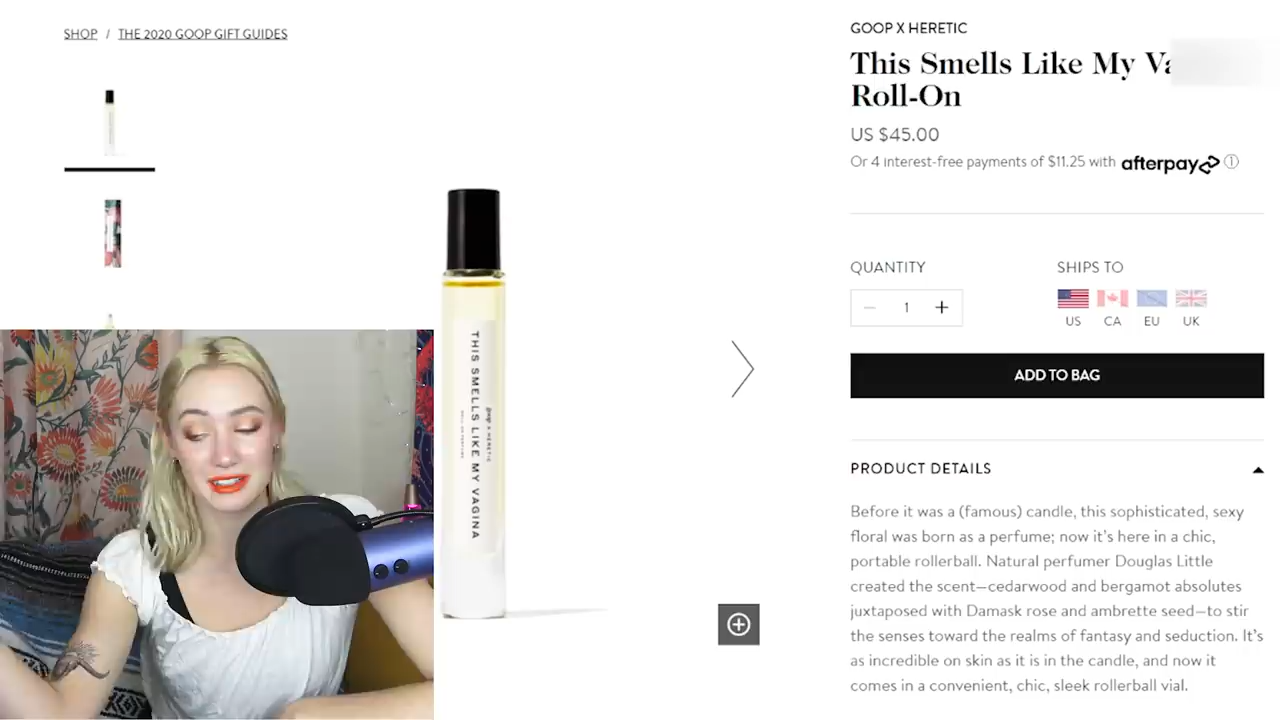 SHOP / THE 2020 GOOP GIFT GUIDES
GOOP X HERETIC
This Smells Like My Va
Roll-On
US $45.00
Or 4 interest-free payments of $11.25 with afterpay
QUANTITY
SHIPS TO
1
US CA EU UK
ADD TO BAG
PRODUCT DETAILS
Before it was a (famous) candle, this sophisticated, sexy
floral was born as a perfume; now it's here in a chic,
portable rollerball. Natural perfumer Douglas Little
created the scent—cedarwood and bergamot absolutes
juxtaposed with Damask rose and ambrette seed—to stir
the senses toward the realms of fantasy and seduction. It's
as incredible on skin as it is in the candle, and now it
comes in a convenient, chic, sleek rollerball vial.
THIS SMELLS LIKE MY VAGINA
goop x HERETIC